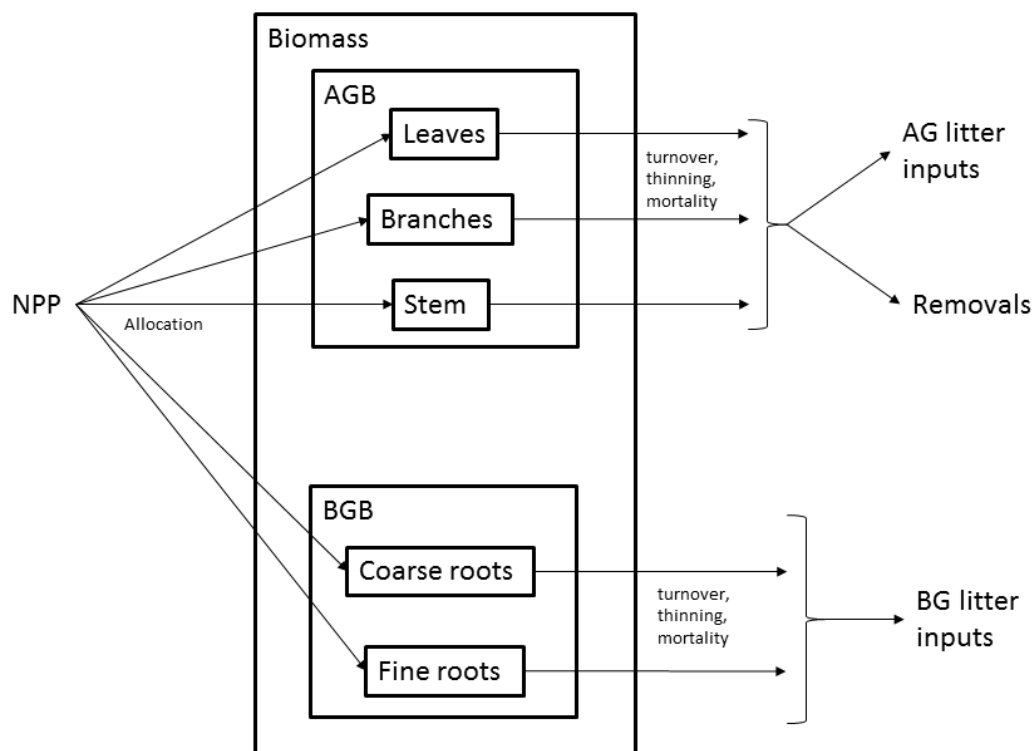 Biomass
AGB
Leaves
Branches
Stem
NPP
Allocation
turnover,
thinning,
mortality
AG litter
inputs
Removals
BGB
Coarse roots
Fine roots
turnover,
thinning,
mortality
BG litter
inputs